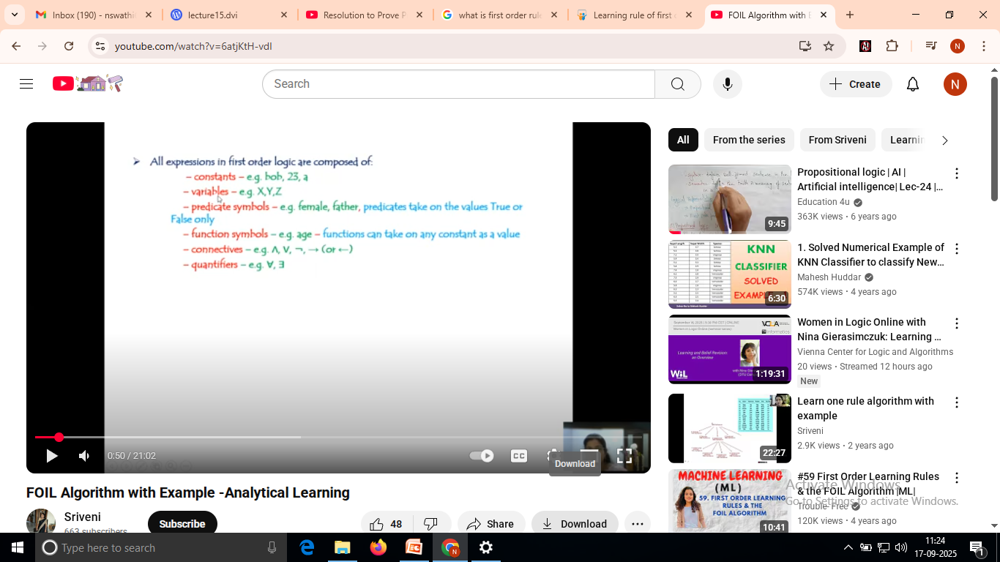 Inbox (190) - nswathi
lecture15.dvi
Resolution to Prove P
what is first order rule
Learning rule of first
FOIL Algorithm with E
youtube.com/watch?v=6atjKtH-vdI
N
Search
Create
N
➤ All expressions in first order logic are composed of:
– constants – e.g. bob, 23, a
– variables – e.g. X,Y,Z
– predicate symbols – e.g. female, father, predicates take on the values True or
False only
– function symbols – e.g. age – functions can take on any constant as a value
– connectives – e.g. ∧, ∨, ¬, → (or ←)
– quantifiers – e.g. ∀, ∃
0:50 / 21:02
CC
Download
FOIL Algorithm with Example -Analytical Learning
Sriveni
663 subscribers
Subscribe
48
Share
Download
All
From the series
From Sriveni
Learnin
Propositional logic | AI |
Artificial intelligence| Lec-24 |...
Education 4u
363K views • 6 years ago
9:45
KNN
CLASSIFIER
SOLVED
EXAMP
6:30
1. Solved Numerical Example of
KNN Classifier to classify New...
Mahesh Huddar
574K views • 4 years ago
Learning and Belief Revisions
an Overview
WiL
1:19:31
Women in Logic Online with
Nina Gierasimczuk: Learning ...
Vienna Center for Logic and Algorithms
20 views • Streamed 12 hours ago
New
22:27
Learn one rule algorithm with
example
Sriveni
2.9K views • 2 years ago
MACHINE LEARNING
(ML)
59. FIRST ORDER LEARNING
RULES & THE
FOIL ALGORITHM
10:41
#59 First Order Learning Rules
& the FOIL Algorithm |ML|
Trouble- Free
120K views • 4 years ago
Activate Windows
Go to Settings to activate Windows.
Type here to search
11:24
17-09-2025
1